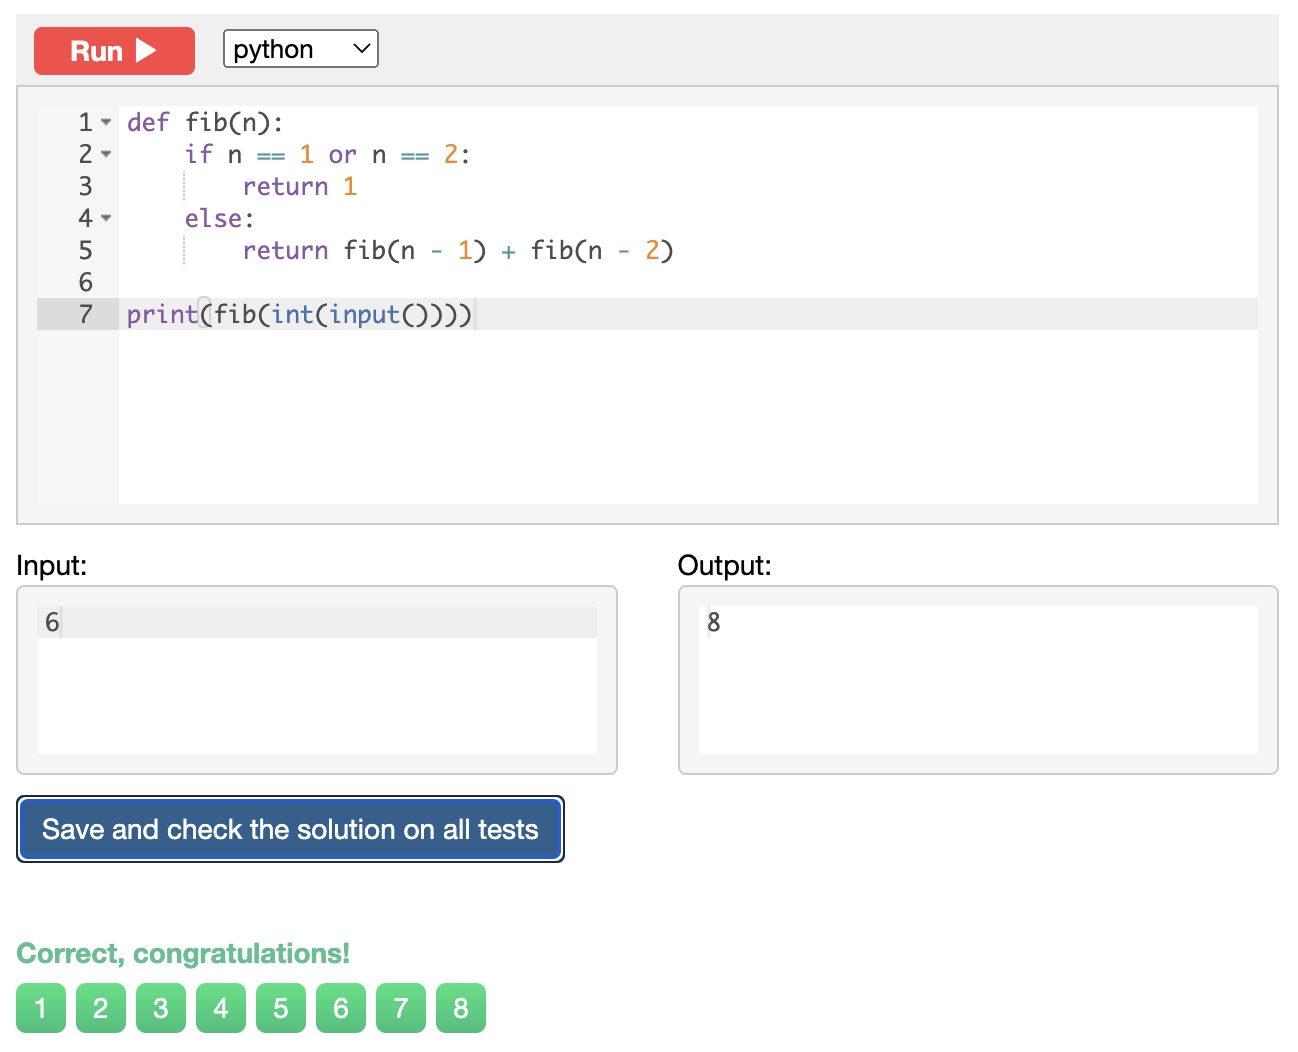 Run python
1 def fib(n):
2     if n == 1 or n == 2:
3         return 1
4     else:
5         return fib(n - 1) + fib(n - 2)
6
7 print(fib(int(input())))
Input:
6
Output:
8
Save and check the solution on all tests
Correct, congratulations!
1 2 3 4 5 6 7 8